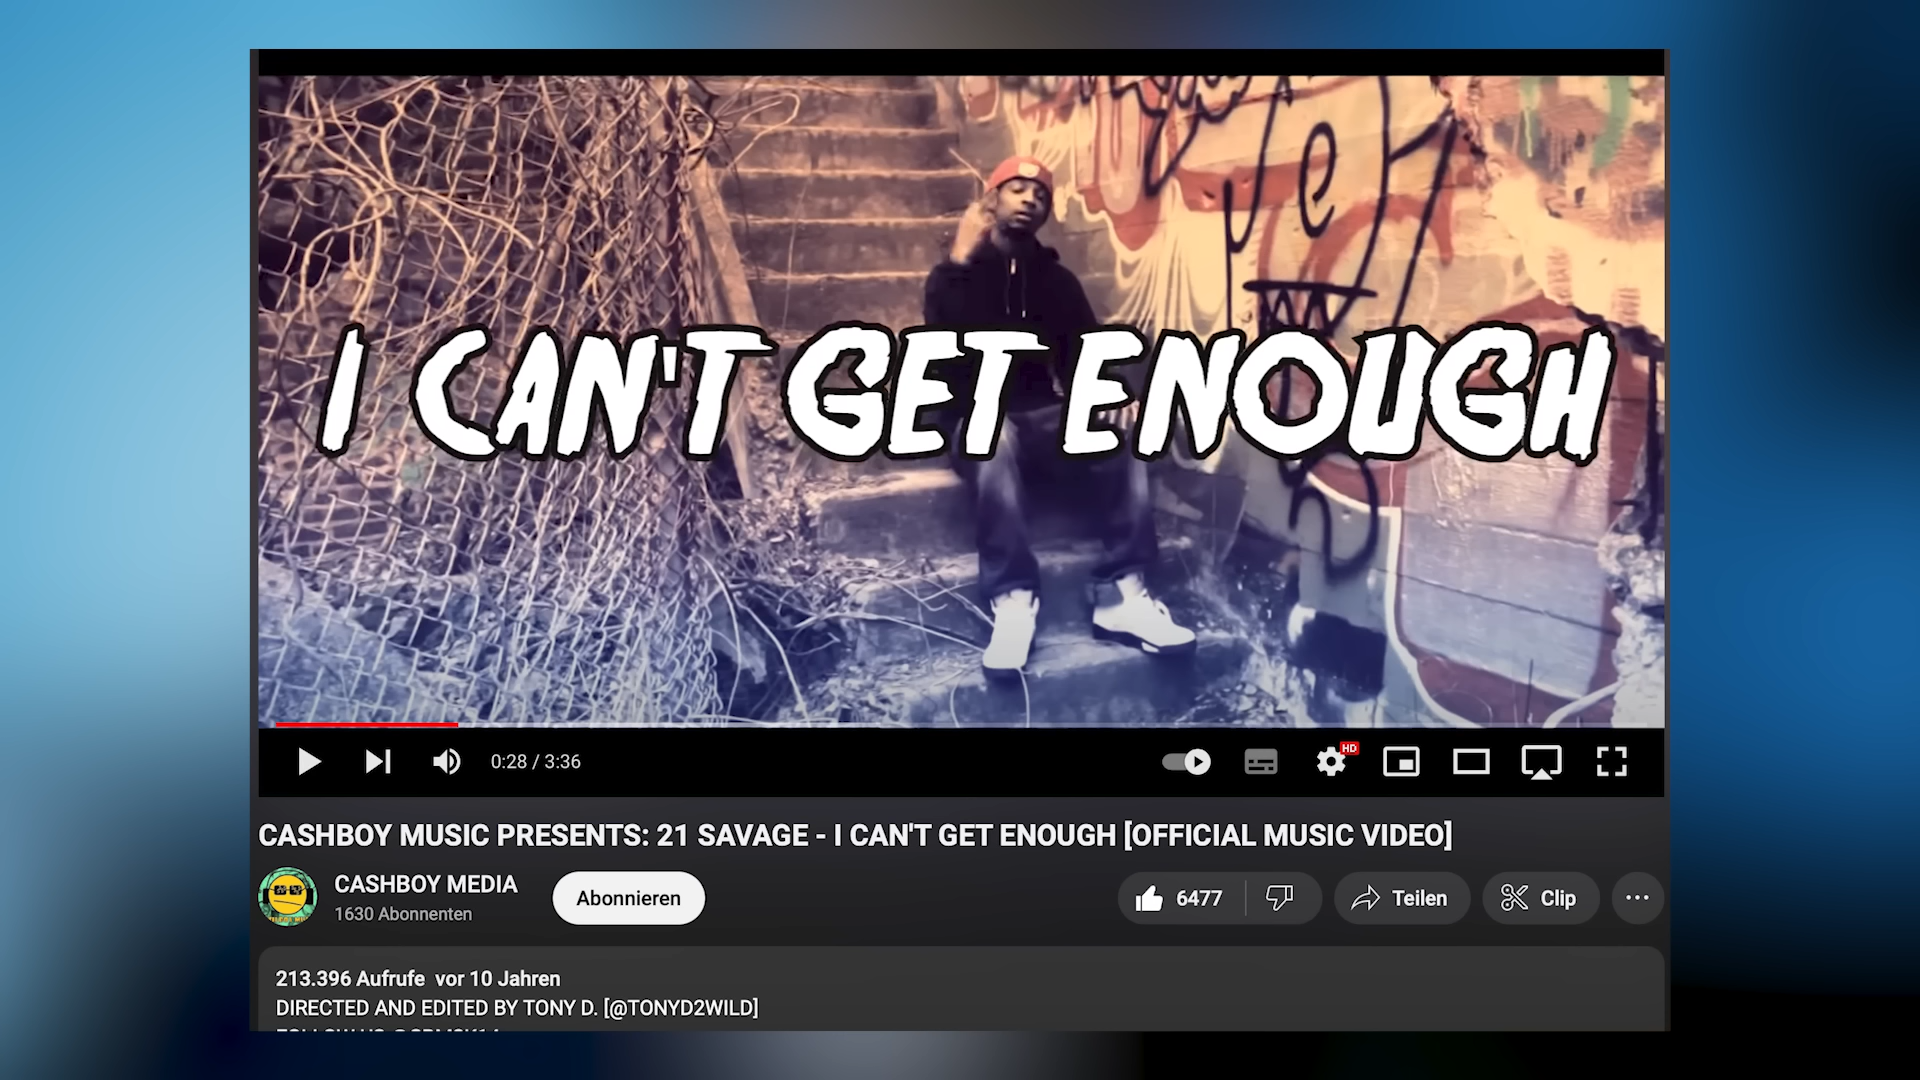 I CAN'T GET ENOUGH
0:28 / 3:36
HD
CASHBOY MUSIC PRESENTS: 21 SAVAGE - I CAN'T GET ENOUGH [OFFICIAL MUSIC VIDEO]
CASHBOY MEDIA
1630 Abonnenten
Abonnieren
6477
Teilen
Clip
213.396 Aufrufe vor 10 Jahren
DIRECTED AND EDITED BY TONY D. [@TONYD2WILD]